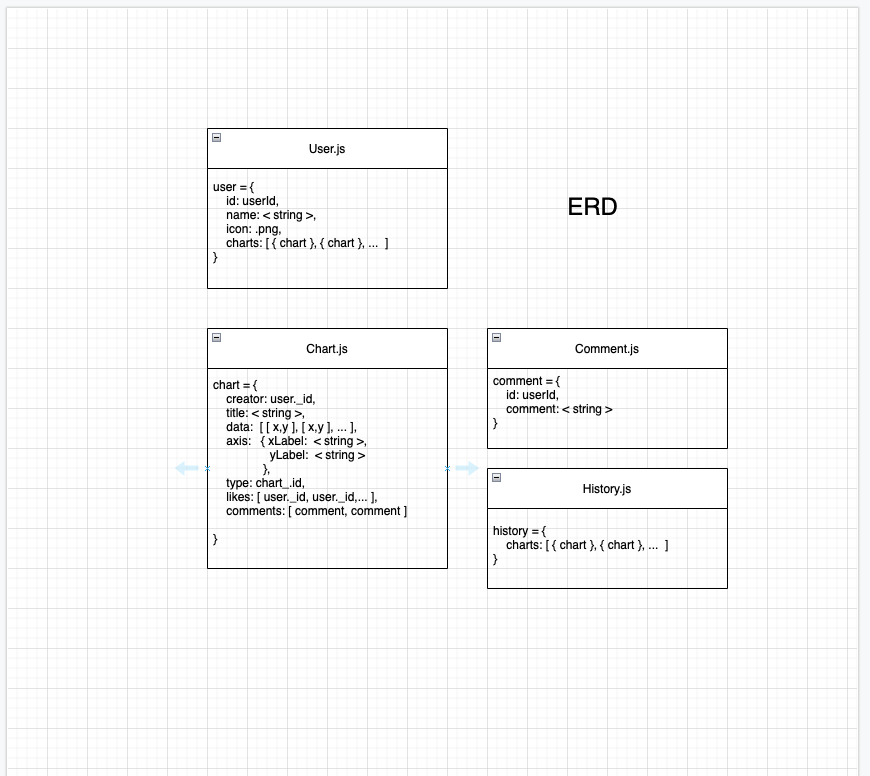 User.js
user = {
id: userId,
name: < string >,
icon: .png,
charts: [ { chart }, { chart }, ... ]
}
ERD
Chart.js
chart = {
creator: user._id,
title: < string >,
data: [ [ x,y ], [ x,y ], ... ],
axis: { xLabel: < string >,
yLabel: < string >
},
type: chart_.id,
likes: [ user._id, user._id,... ],
comments: [ comment, comment ]
}
Comment.js
comment = {
id: userId,
comment: < string >
}
History.js
history = {
charts: [ { chart }, { chart }, ... ]
}